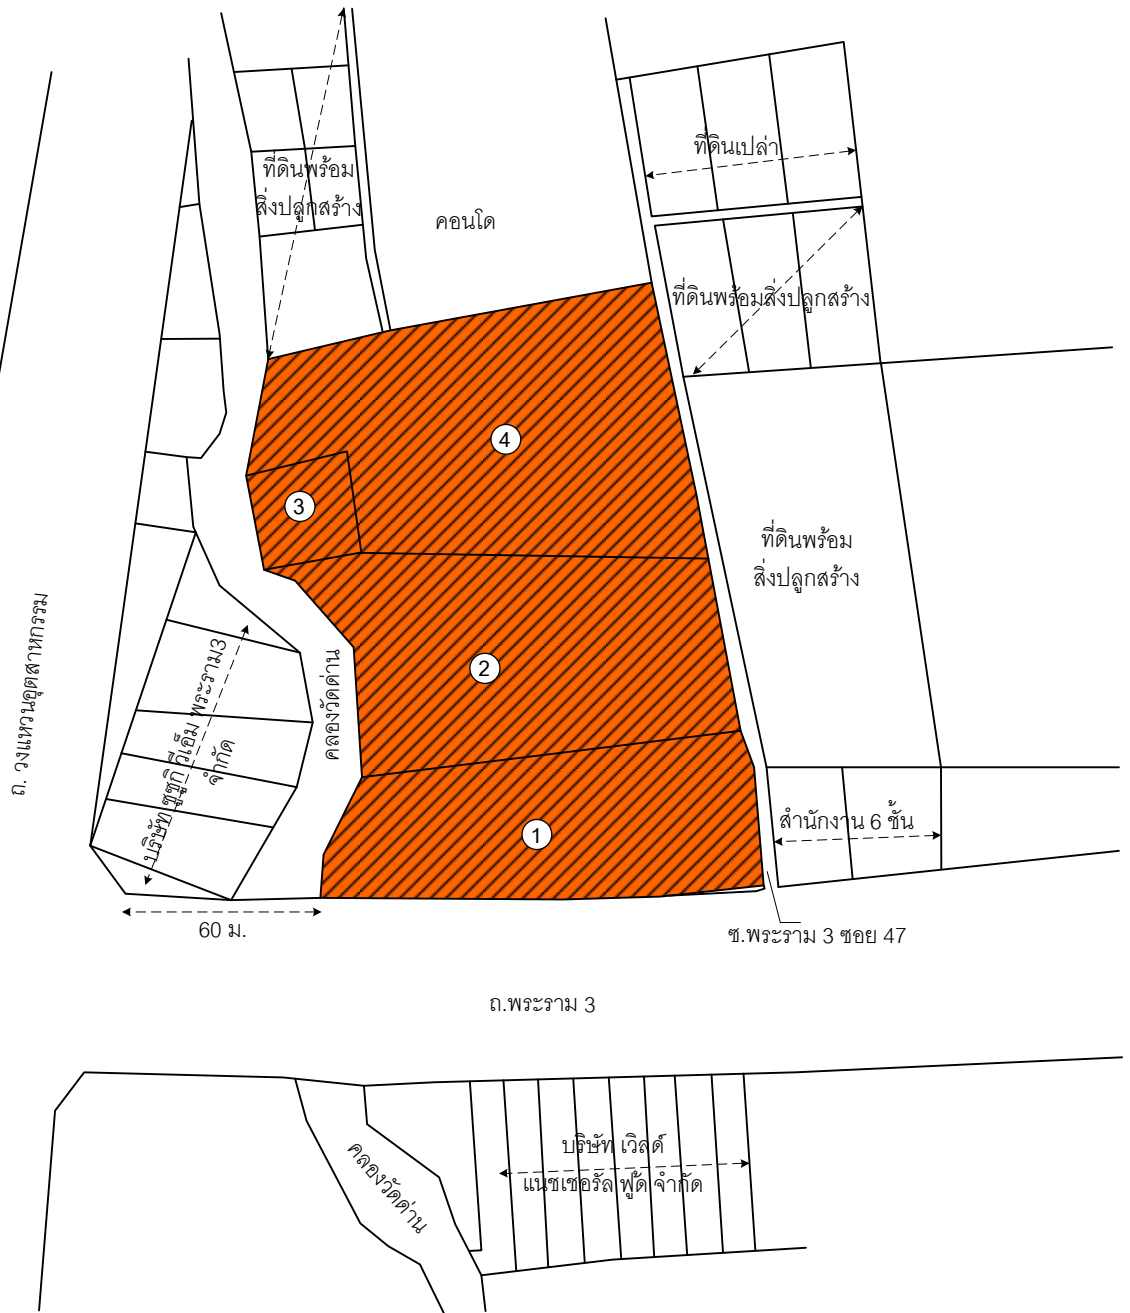 ที่ดินเปล่า
ที่ดินพร้อม
สิ่งปลูกสร้าง
คอนโด
ที่ดินพร้อมสิ่งปลูกสร้าง
4
3
ที่ดินพร้อม
สิ่งปลูกสร้าง
ถ. วงแหวนอุตสาหกรรม
บริษัท ซูซูกิ วีเอ็ม พระราม3
จำกัด
คลองวัดด่าน
2
1
สำนักงาน 6 ชั้น
60 ม.
ซ.พระราม 3 ซอย 47
ถ.พระราม 3
คลองวัดด่าน
บริษัท เวิลด์
แนชเชอรัล ฟูด จำกัด